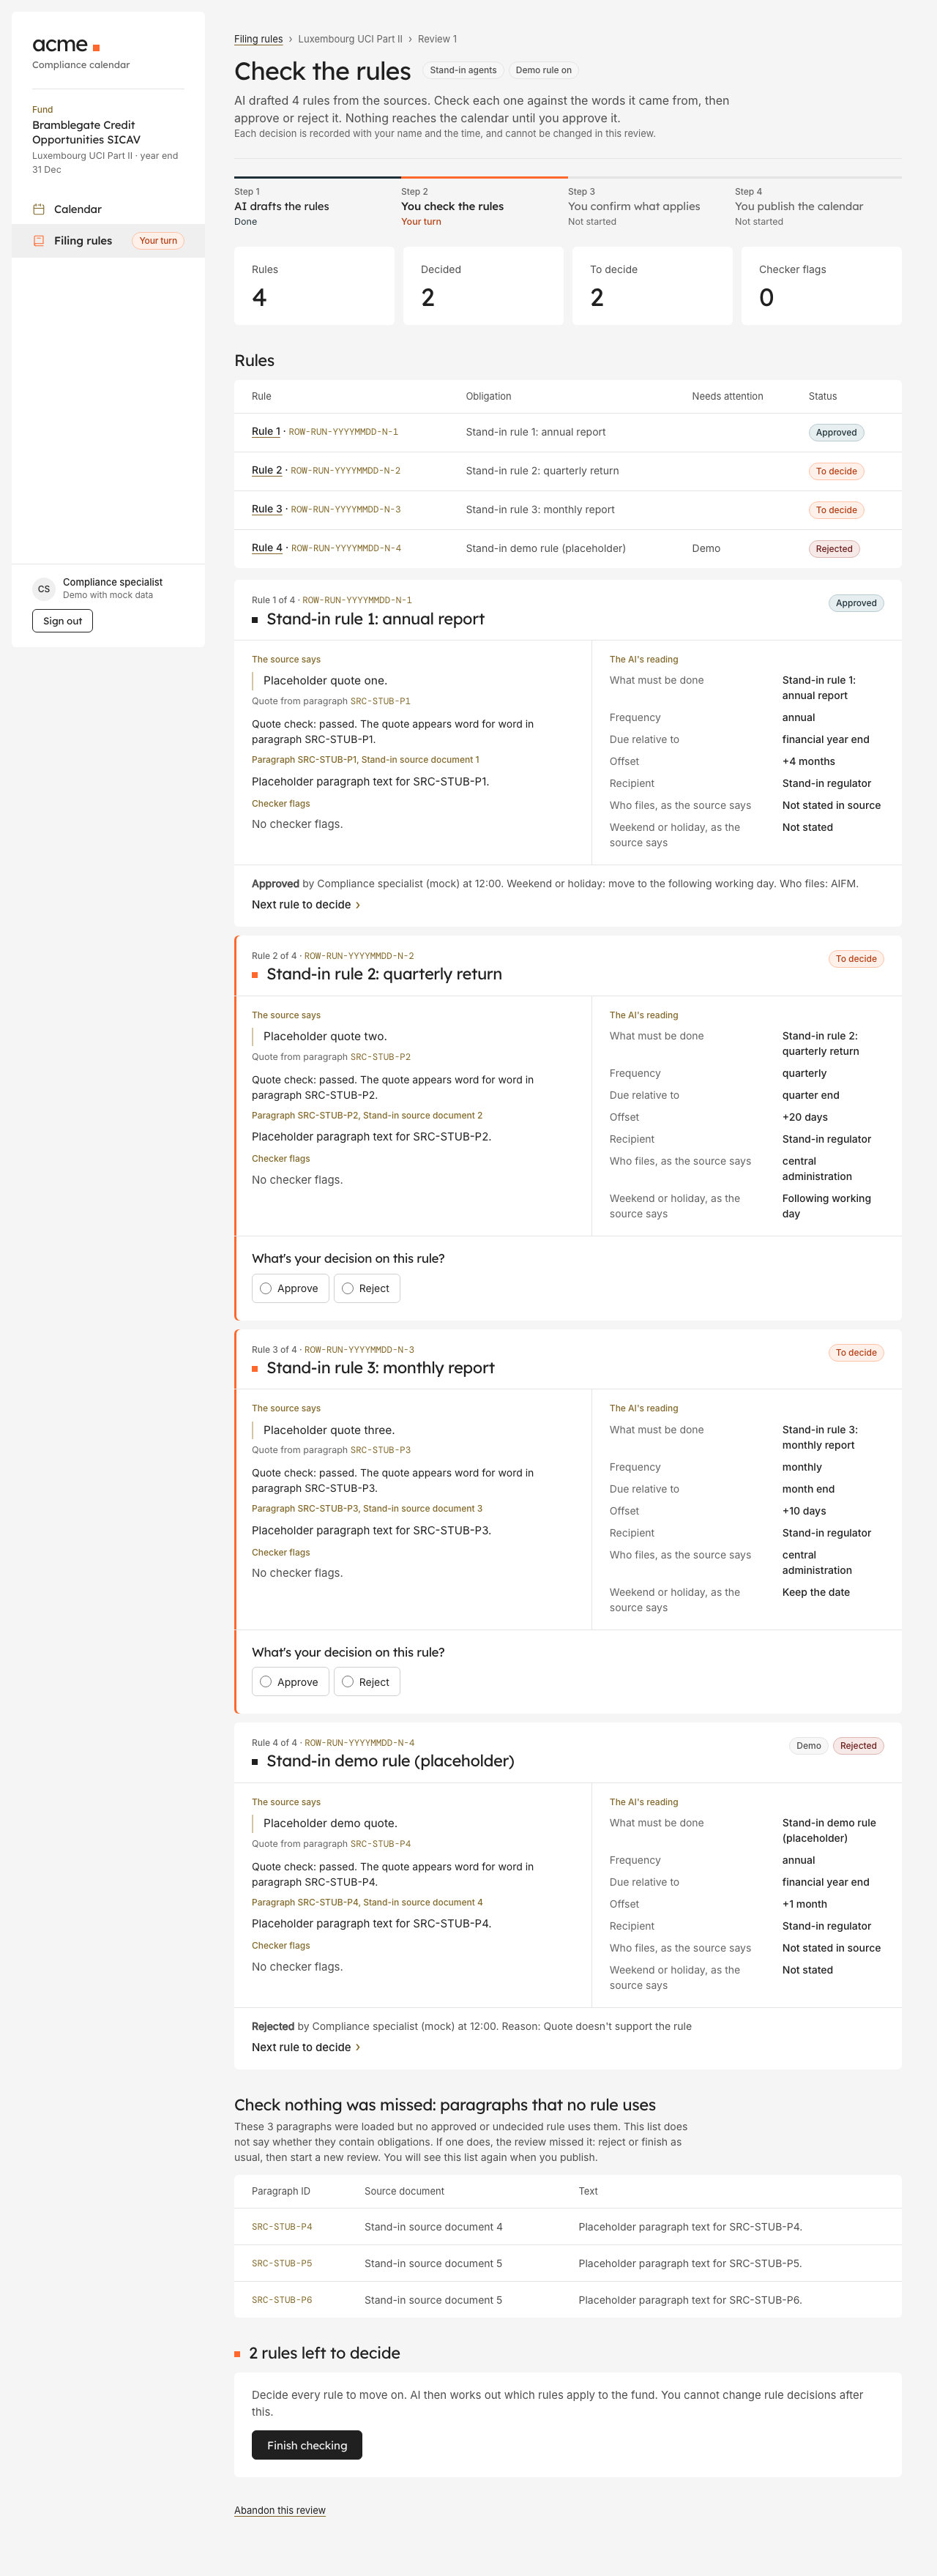 acme
Compliance calendar
Fund
Bramblegate Credit
Opportunities SICAV
Luxembourg UCI Part II · year end
31 Dec
Calendar
Filing rules
Your turn
CS
Compliance specialist
Demo with mock data
Sign out
Filing rules › Luxembourg UCI Part II › Review 1
Check the rules
Stand-in agents
Demo rule on
AI drafted 4 rules from the sources. Check each one against the words it came from, then
approve or reject it. Nothing reaches the calendar until you approve it.
Each decision is recorded with your name and the time, and cannot be changed in this review.
Step 1
AI drafts the rules
Done
Step 2
You check the rules
Your turn
Step 3
You confirm what applies
Not started
Step 4
You publish the calendar
Not started
Rules
4
Decided
2
To decide
2
Checker flags
0
Rules
Rule Obligation Needs attention Status
Rule 1 · ROW-RUN-YYYYMMDD-N-1 Stand-in rule 1: annual report Approved
Rule 2 · ROW-RUN-YYYYMMDD-N-2 Stand-in rule 2: quarterly return To decide
Rule 3 · ROW-RUN-YYYYMMDD-N-3 Stand-in rule 3: monthly report To decide
Rule 4 · ROW-RUN-YYYYMMDD-N-4 Stand-in demo rule (placeholder) Demo Rejected
Rule 1 of 4 · ROW-RUN-YYYYMMDD-N-1
Stand-in rule 1: annual report
Approved
The source says
Placeholder quote one.
Quote from paragraph SRC-STUB-P1
Quote check: passed. The quote appears word for word in
paragraph SRC-STUB-P1.
Paragraph SRC-STUB-P1, Stand-in source document 1
Placeholder paragraph text for SRC-STUB-P1.
Checker flags
No checker flags.
The AI's reading
What must be done Stand-in rule 1:
annual report
Frequency annual
Due relative to financial year end
Offset +4 months
Recipient Stand-in regulator
Who files, as the source says Not stated in source
Weekend or holiday, as the Not stated
source says
Approved by Compliance specialist (mock) at 12:00. Weekend or holiday: move to the following working day. Who files: AIFM.
Next rule to decide ›
Rule 2 of 4 · ROW-RUN-YYYYMMDD-N-2
Stand-in rule 2: quarterly return
To decide
The source says
Placeholder quote two.
Quote from paragraph SRC-STUB-P2
Quote check: passed. The quote appears word for word in
paragraph SRC-STUB-P2.
Paragraph SRC-STUB-P2, Stand-in source document 2
Placeholder paragraph text for SRC-STUB-P2.
Checker flags
No checker flags.
The AI's reading
What must be done Stand-in rule 2:
quarterly return
Frequency quarterly
Due relative to quarter end
Offset +20 days
Recipient Stand-in regulator
Who files, as the source says central
administration
Weekend or holiday, as the Following working
source says day
What's your decision on this rule?
Approve
Reject
Rule 3 of 4 · ROW-RUN-YYYYMMDD-N-3
Stand-in rule 3: monthly report
To decide
The source says
Placeholder quote three.
Quote from paragraph SRC-STUB-P3
Quote check: passed. The quote appears word for word in
paragraph SRC-STUB-P3.
Paragraph SRC-STUB-P3, Stand-in source document 3
Placeholder paragraph text for SRC-STUB-P3.
Checker flags
No checker flags.
The AI's reading
What must be done Stand-in rule 3:
monthly report
Frequency monthly
Due relative to month end
Offset +10 days
Recipient Stand-in regulator
Who files, as the source says central
administration
Weekend or holiday, as the Keep the date
source says
What's your decision on this rule?
Approve
Reject
Rule 4 of 4 · ROW-RUN-YYYYMMDD-N-4
Stand-in demo rule (placeholder)
Demo
Rejected
The source says
Placeholder demo quote.
Quote from paragraph SRC-STUB-P4
Quote check: passed. The quote appears word for word in
paragraph SRC-STUB-P4.
Paragraph SRC-STUB-P4, Stand-in source document 4
Placeholder paragraph text for SRC-STUB-P4.
Checker flags
No checker flags.
The AI's reading
What must be done Stand-in demo rule
(placeholder)
Frequency annual
Due relative to financial year end
Offset +1 month
Recipient Stand-in regulator
Who files, as the source says Not stated in source
Weekend or holiday, as the Not stated
source says
Rejected by Compliance specialist (mock) at 12:00. Reason: Quote doesn't support the rule
Next rule to decide ›
Check nothing was missed: paragraphs that no rule uses
These 3 paragraphs were loaded but no approved or undecided rule uses them. This list does
not say whether they contain obligations. If one does, the review missed it: reject or finish as
usual, then start a new review. You will see this list again when you publish.
Paragraph ID Source document Text
SRC-STUB-P4 Stand-in source document 4 Placeholder paragraph text for SRC-STUB-P4.
SRC-STUB-P5 Stand-in source document 5 Placeholder paragraph text for SRC-STUB-P5.
SRC-STUB-P6 Stand-in source document 5 Placeholder paragraph text for SRC-STUB-P6.
2 rules left to decide
Decide every rule to move on. AI then works out which rules apply to the fund. You cannot change rule decisions after
this.
Finish checking
Abandon this review